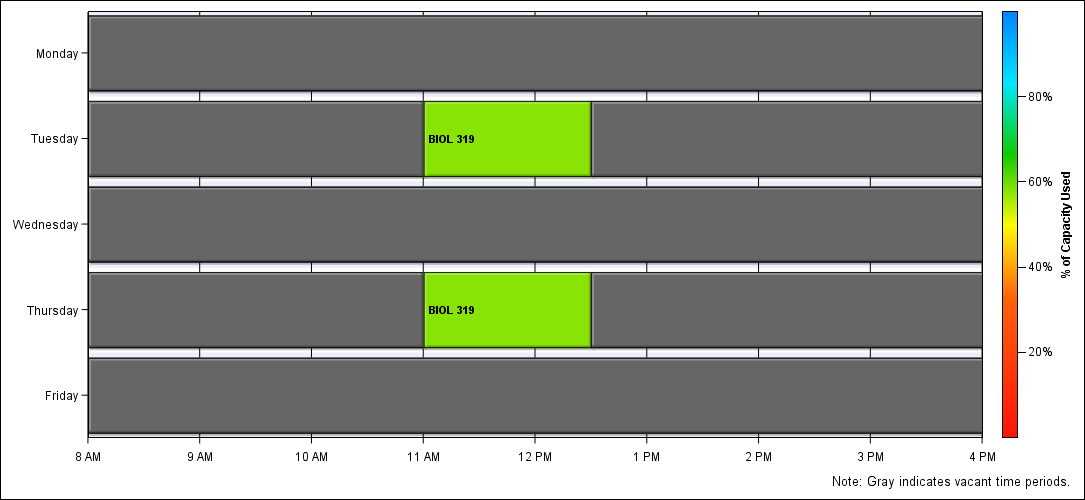 Monday
Tuesday
BIOL 319
Wednesday
Thursday
BIOL 319
Friday
8 AM 9 AM 10 AM 11 AM 12 PM 1 PM 2 PM 3 PM 4 PM
80%
60%
40%
20%
% of Capacity Used
Note: Gray indicates vacant time periods.